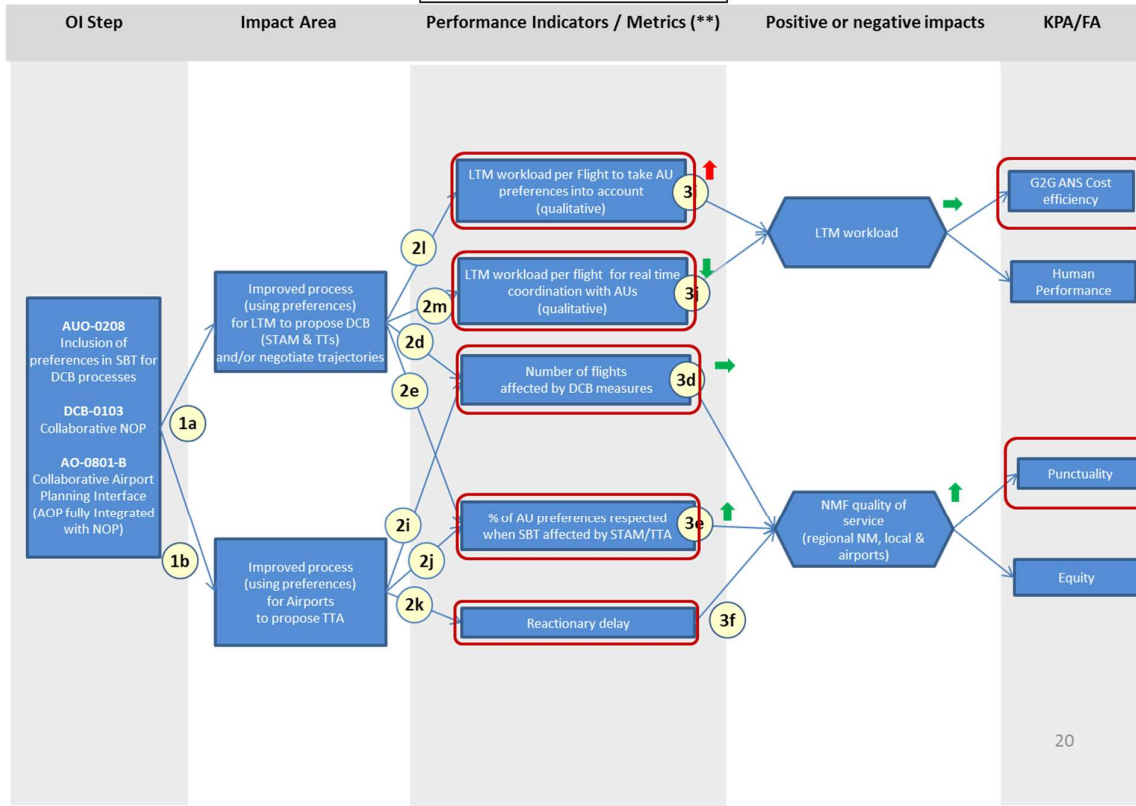 OI Step
Impact Area
Performance Indicators / Metrics (**)
Positive or negative impacts
KPA/FA
AUO-0208
Inclusion of
preferences in SBT for
DCB processes
DCB-0103
Collaborative NOP
AO-0801-B
Collaborative Airport
Planning Interface
(AOP fully Integrated
with NOP)
1a
1b
Improved process
(using preferences)
for LTM to propose DCB
(STAM & TTs)
and/or negotiate trajectories
Improved process
(using preferences)
for Airports
to propose TTA
2l
2m
2d
2e
2i
2j
2k
LTM workload per Flight to take AU
preferences into account
(qualitative)
LTM workload per flight for real time
coordination with AUs
(qualitative)
3j
Number of flights
affected by DCB measures
3d
% of AU preferences respected
when SBT affected by STAM/TTA
3e
Reactionary delay
3f
LTM workload
NMF quality of
service
(regional NM, local &
airports)
G2G ANS Cost
efficiency
Human
Performance
Punctuality
Equity
20